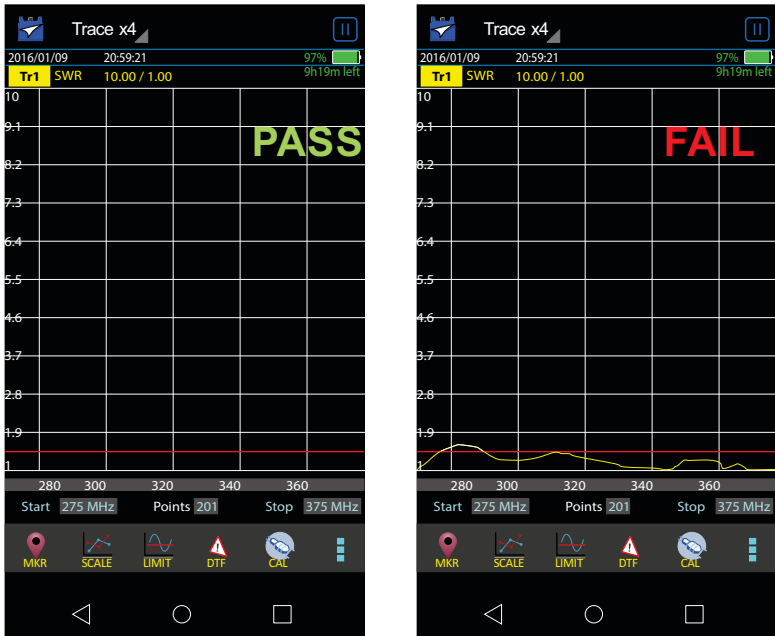 Trace x4
2016/01/09 20:59:21 97%
Tr1 SWR 10.00 / 1.00 9h19m left
10
9.1
PASS
8.2
7.3
6.4
5.5
4.6
3.7
2.8
1.9
1
280 300 320 340 360
Start 275 MHz Points 201 Stop 375 MHz
MKR SCALE LIMIT DTF CAL
Trace x4
2016/01/09 20:59:21 97%
Tr1 SWR 10.00 / 1.00 9h19m left
10
9.1
FAIL
8.2
7.3
6.4
5.5
4.6
3.7
2.8
1.9
1
280 300 320 340 360
Start 275 MHz Points 201 Stop 375 MHz
MKR SCALE LIMIT DTF CAL